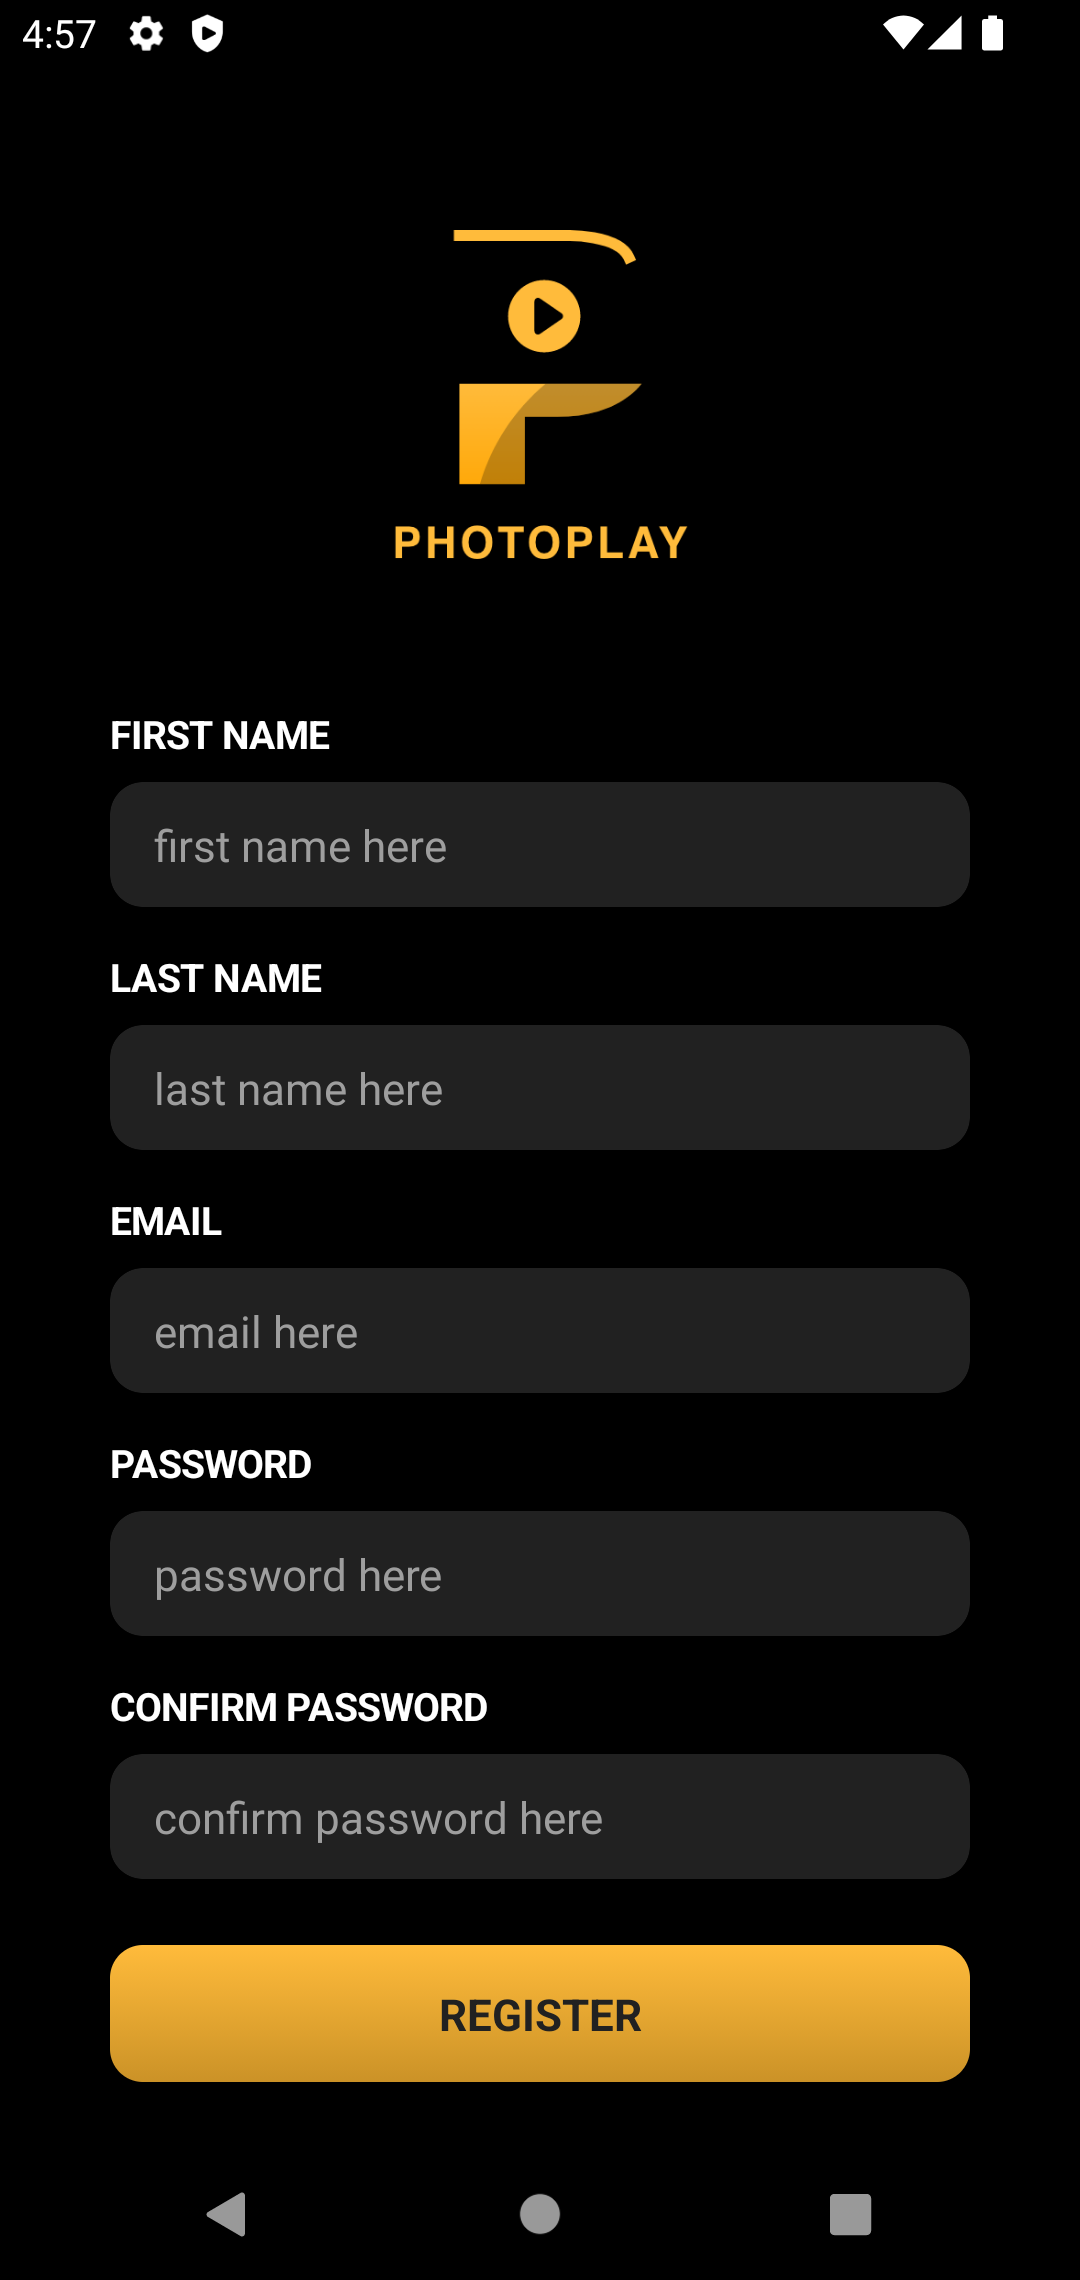 4:57
PHOTOPLAY
FIRST NAME
first name here
LAST NAME
last name here
EMAIL
email here
PASSWORD
password here
CONFIRM PASSWORD
confirm password here
REGISTER